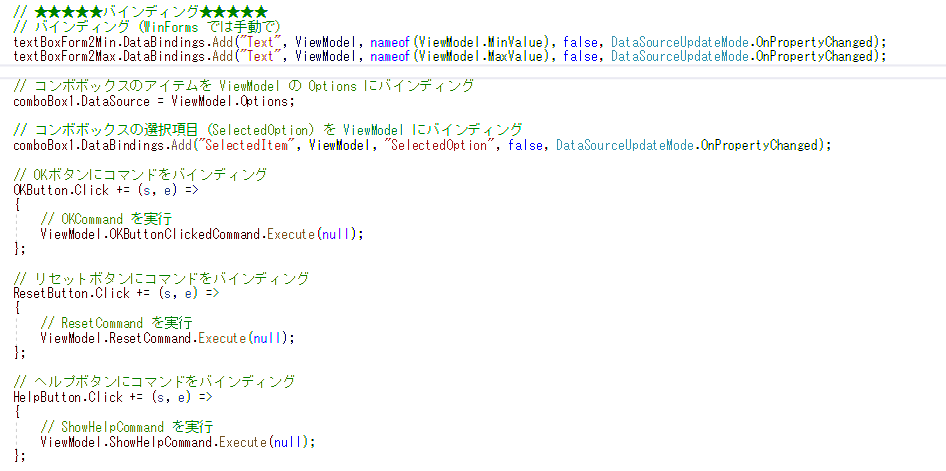 // ★★★★★バインディング★★★★★
// バインディング (WinForms では手動で)
textBoxForm2Min.DataBindings.Add("Text", ViewModel, nameof(ViewModel.MinValue), false, DataSourceUpdateMode.OnPropertyChanged);
textBoxForm2Max.DataBindings.Add("Text", ViewModel, nameof(ViewModel.MaxValue), false, DataSourceUpdateMode.OnPropertyChanged);
// コンボボックスのアイテムを ViewModel の Options にバインディング
comboBox1.DataSource = ViewModel.Options;
// コンボボックスの選択項目 (SelectedOption) を ViewModel にバインディング
comboBox1.DataBindings.Add("SelectedItem", ViewModel, "SelectedOption", false, DataSourceUpdateMode.OnPropertyChanged);
// OKボタンにコマンドをバインディング
OKButton.Click += (s, e) =>
{
// OKCommand を実行
ViewModel.OKButtonClickedCommand.Execute(null);
};
// リセットボタンにコマンドをバインディング
ResetButton.Click += (s, e) =>
{
// ResetCommand を実行
ViewModel.ResetCommand.Execute(null);
};
// ヘルプボタンにコマンドをバインディング
HelpButton.Click += (s, e) =>
{
// ShowHelpCommand を実行
ViewModel.ShowHelpCommand.Execute(null);
};